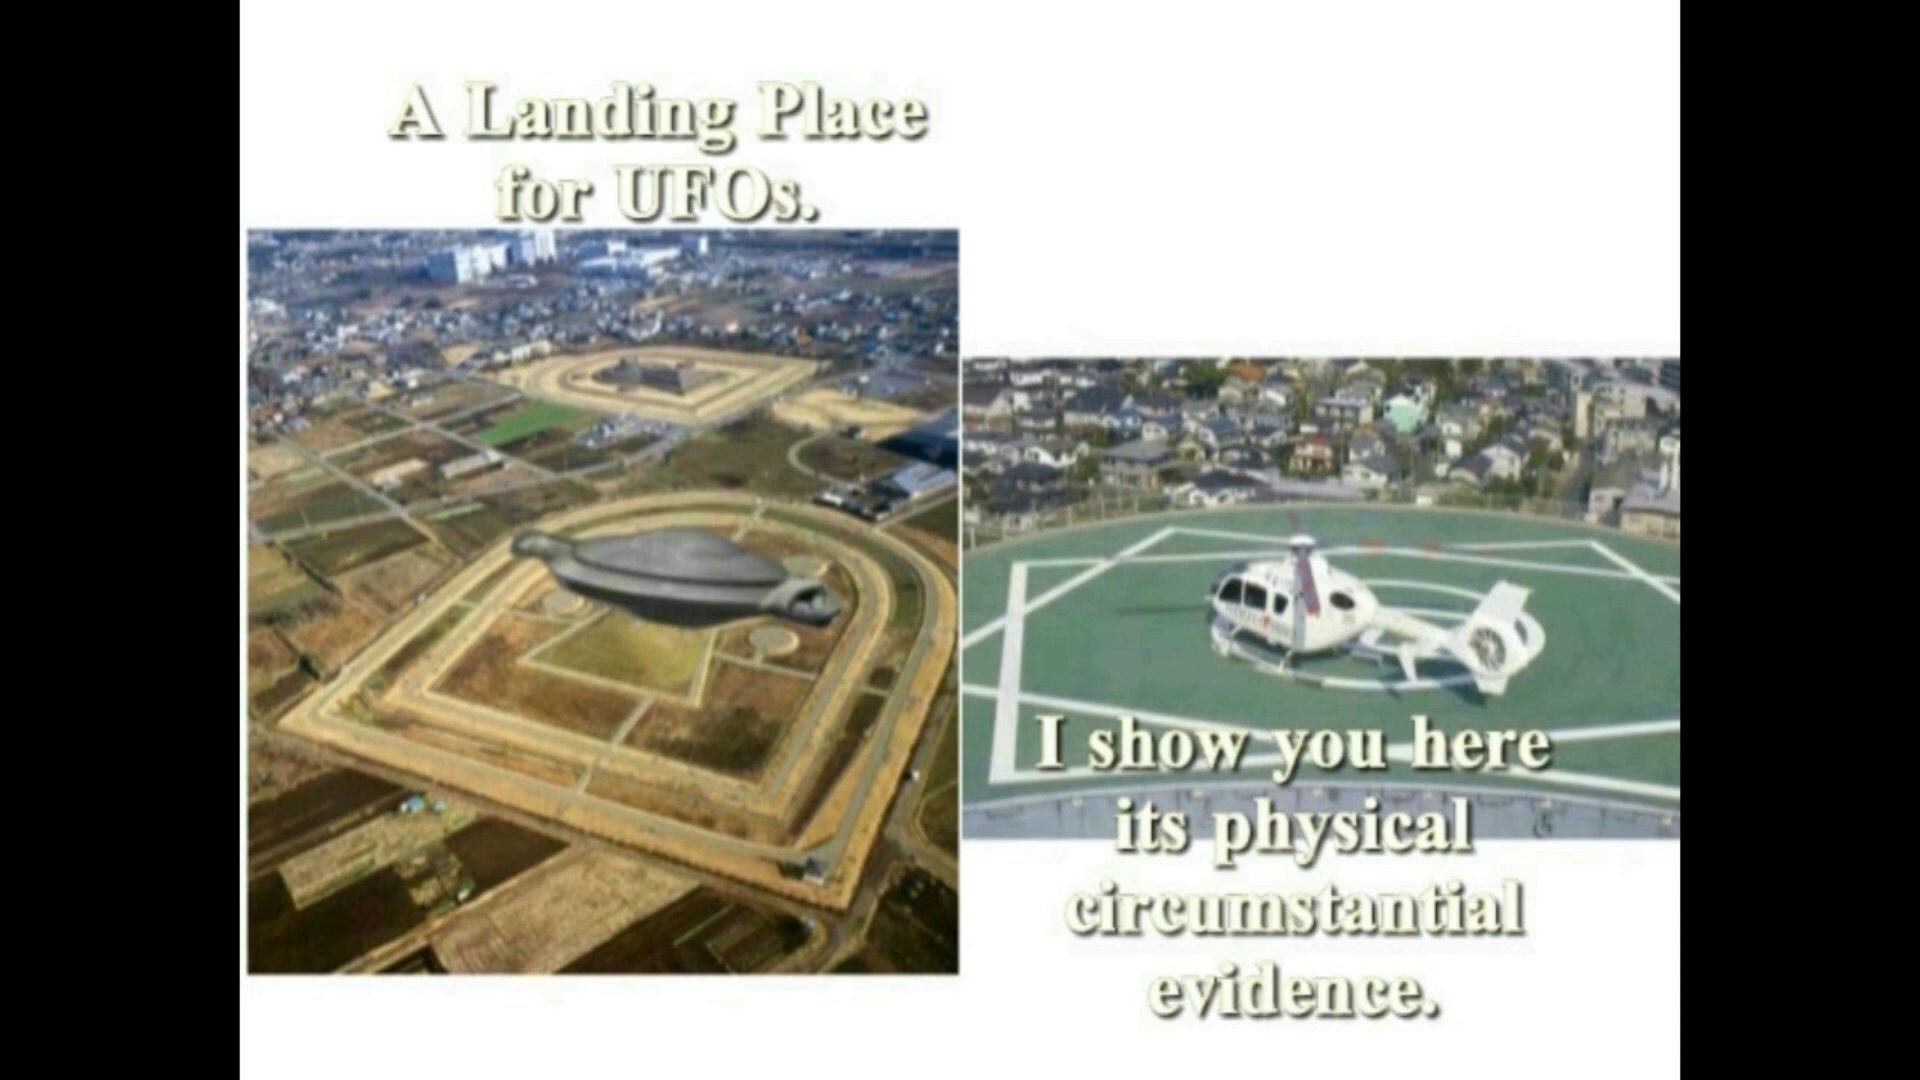 A Landing Place
for UFOs.
I show you here
its physical
circumstantial
evidence.